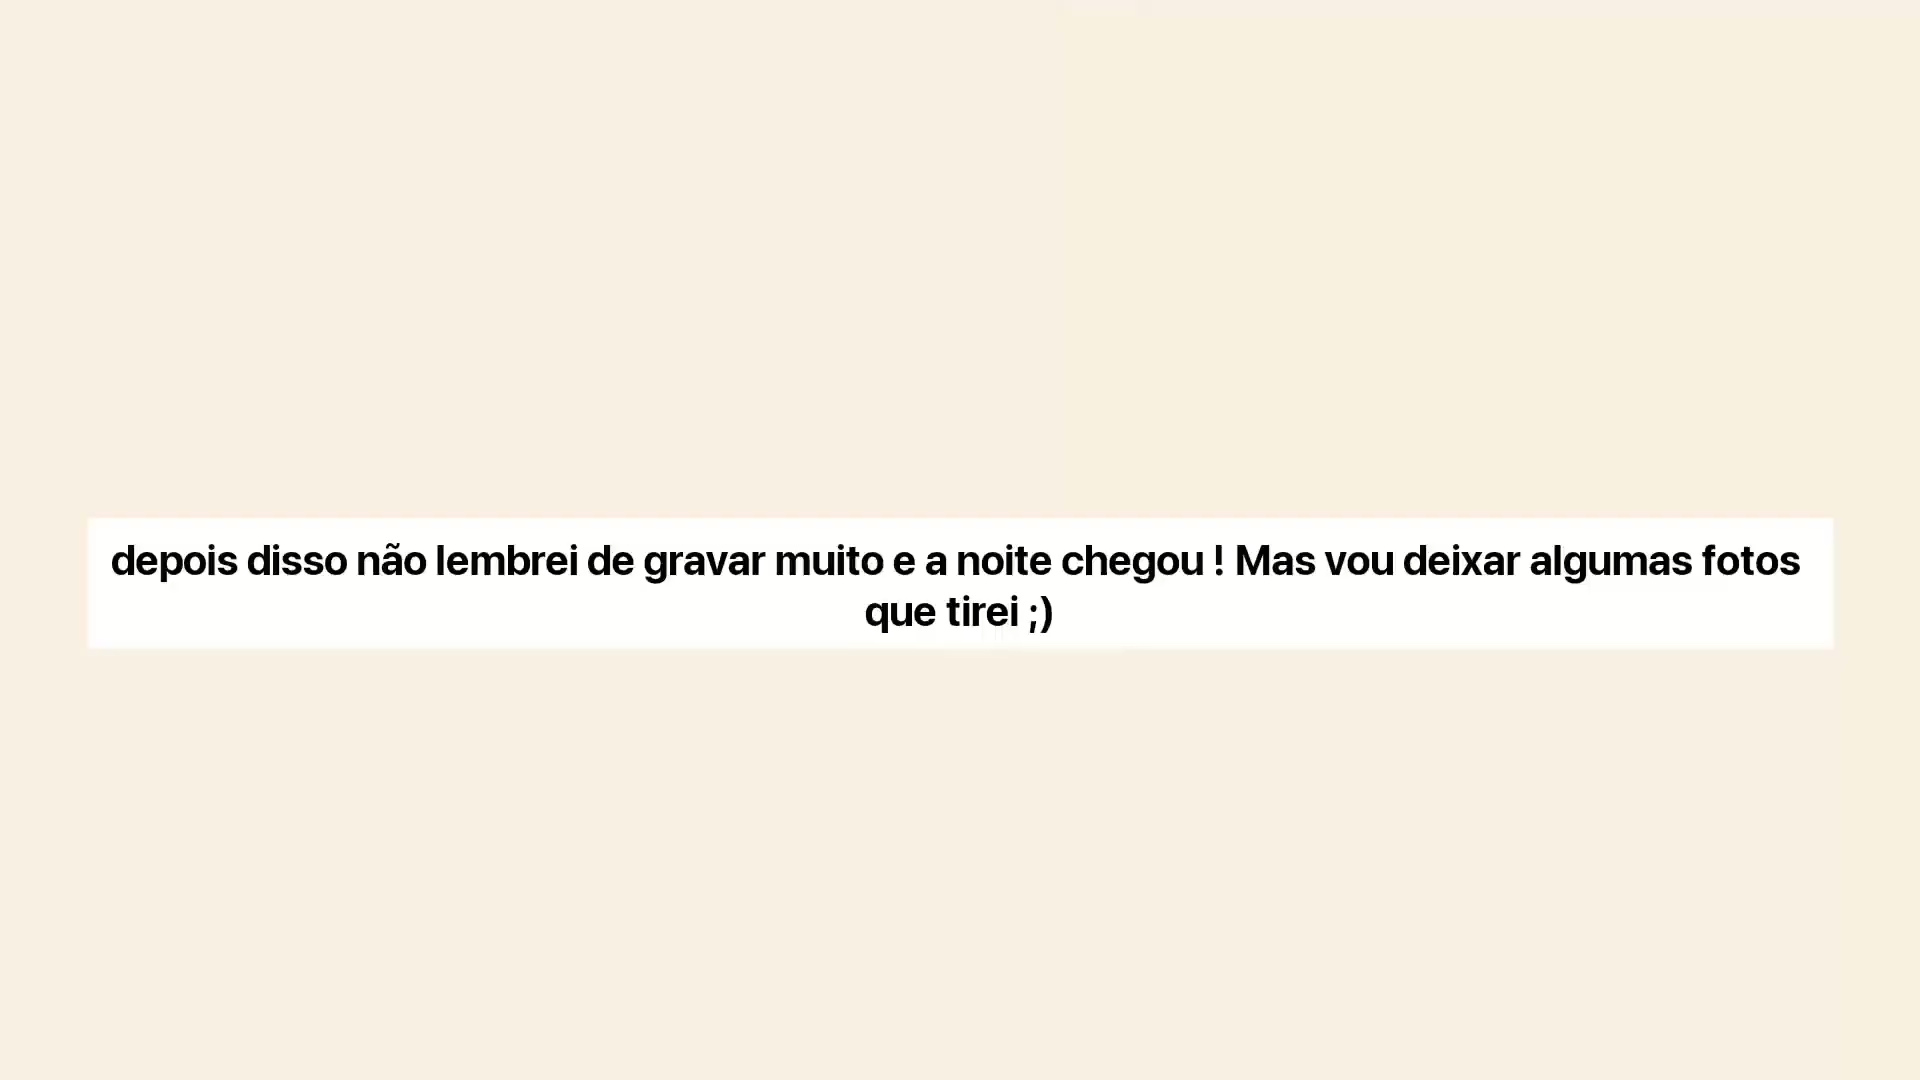 depois disso não lembrei de gravar muito e a noite chegou ! Mas vou deixar algumas fotos
que tirei ;)